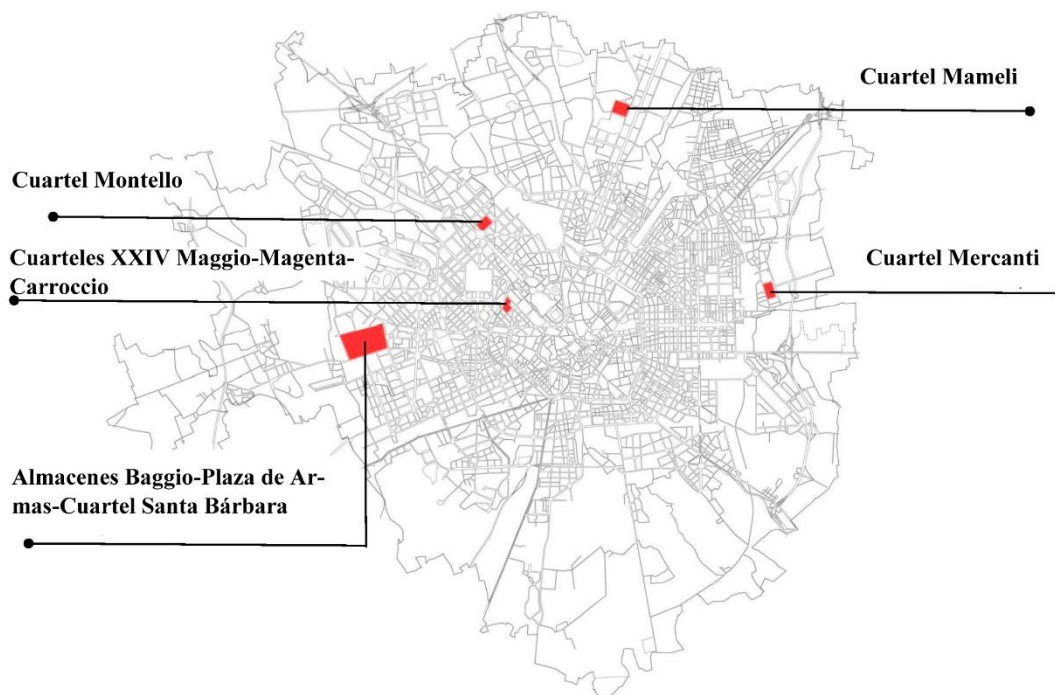 Cuartel Mameli
Cuartel Montello
Cuarteles XXIV Maggio-Magenta-
Carroccio
Cuartel Mercanti
Almacenes Baggio-Plaza de Ar-
mas-Cuartel Santa Bárbara